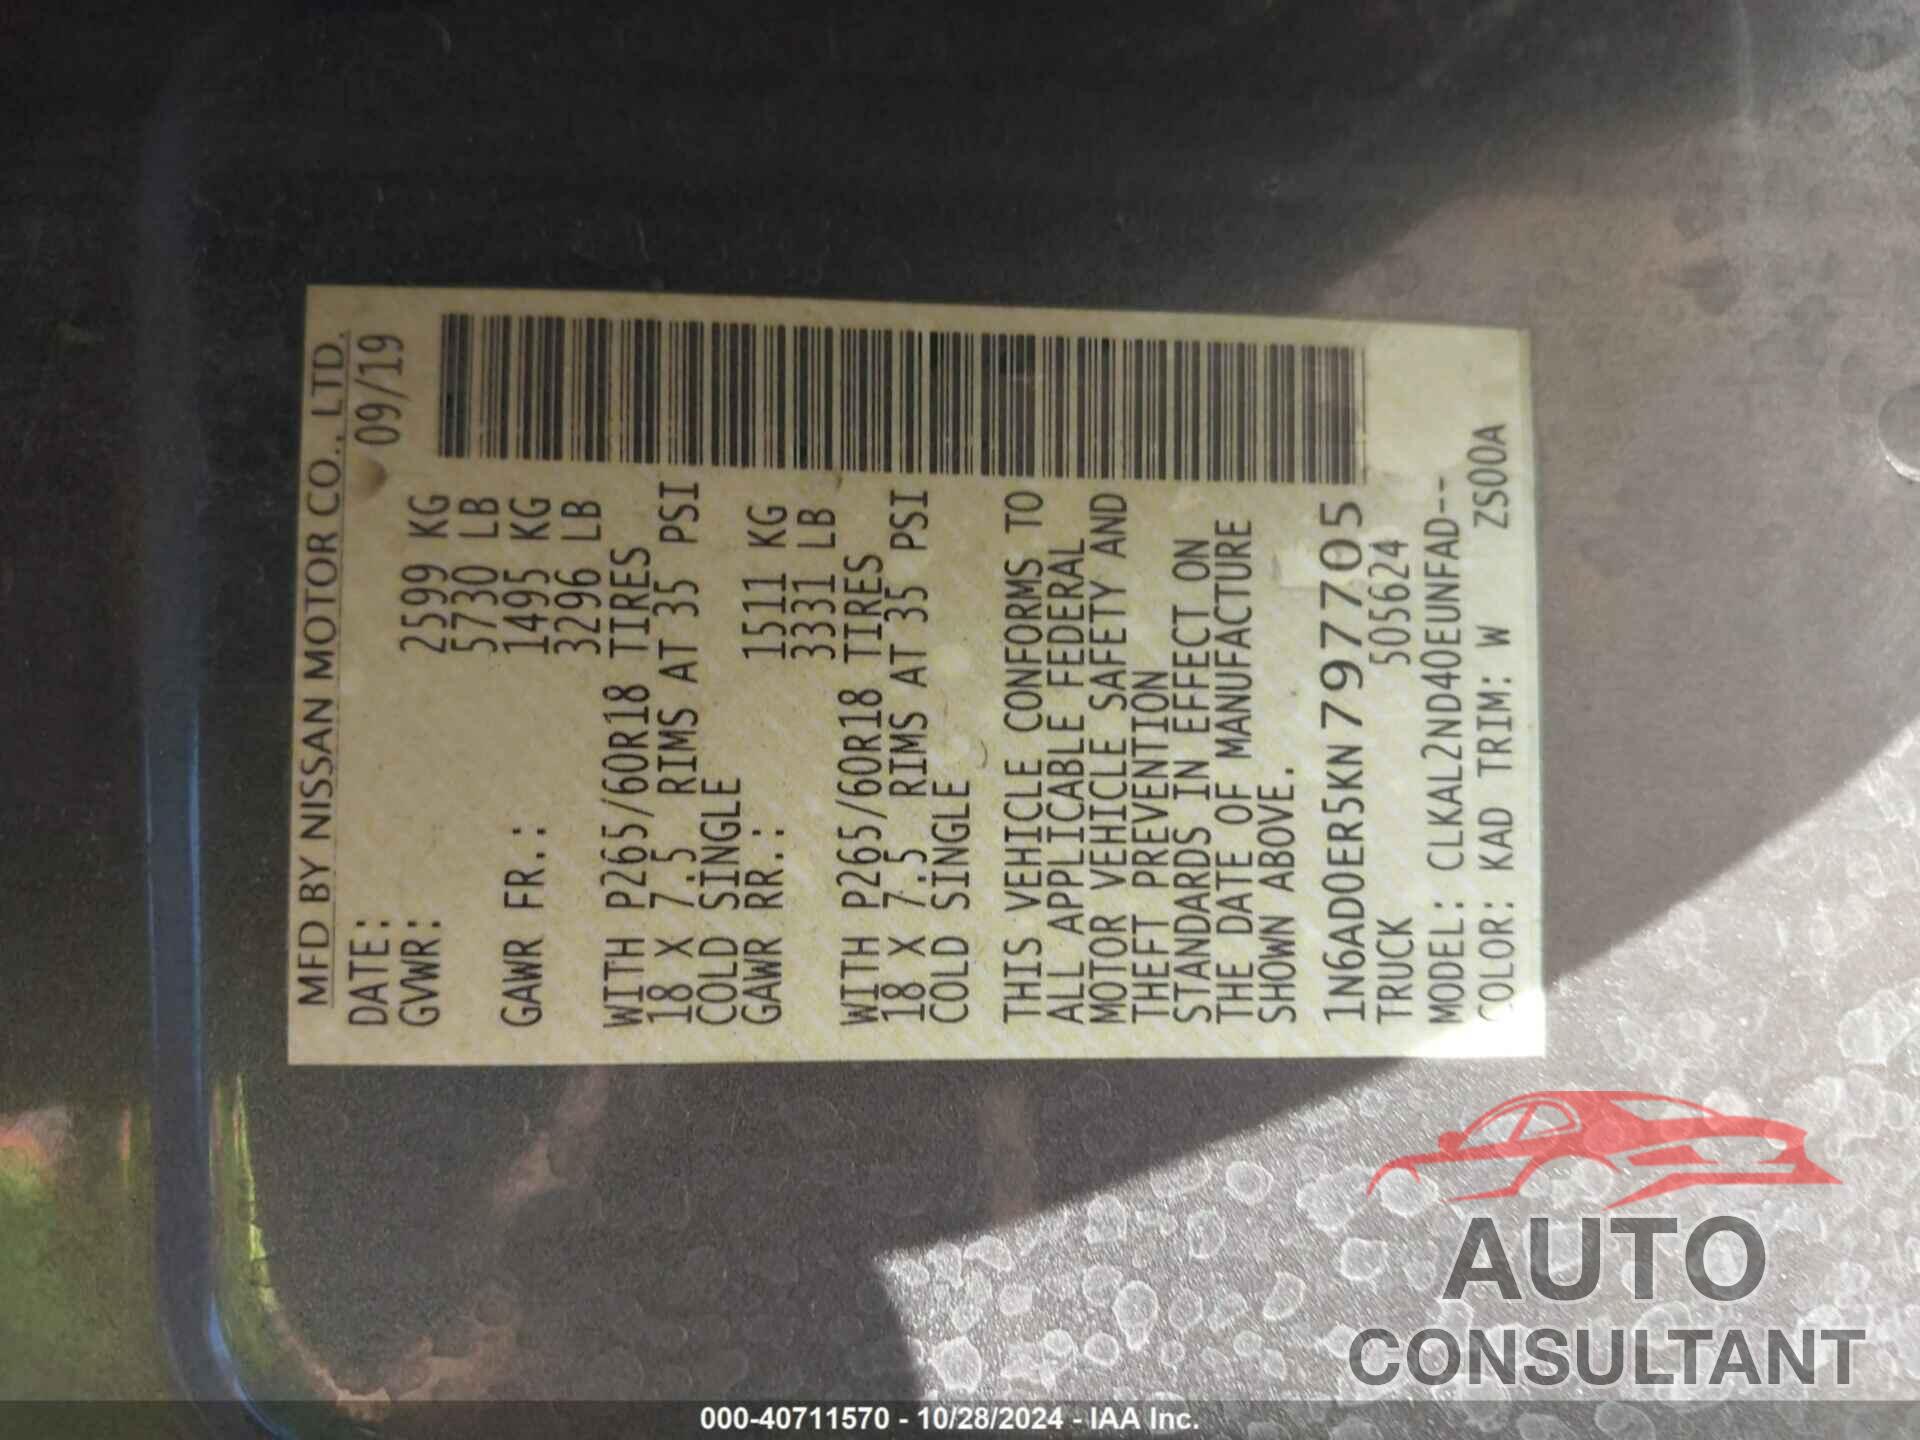 MFD BY NISSAN MOTOR CO., LTD.
DATE: 09/19
GVWR: 2599 KG
5730 LB
GAWR FR.: 1495 KG
3296 LB
WITH P265/60R18 TIRES
18 X 7.5 RIMS AT 35 PSI
COLD SINGLE
GAWR RR.: 1511 KG
3331 LB
WITH P265/60R18 TIRES
18 X 7.5 RIMS AT 35 PSI
COLD SINGLE
THIS VEHICLE CONFORMS TO
ALL APPLICABLE FEDERAL
MOTOR VEHICLE SAFETY AND
THEFT PREVENTION
STANDARDS IN EFFECT ON
THE DATE OF MANUFACTURE
SHOWN ABOVE.
1N6AD0ER5KN797705
TRUCK 505624
MODEL: CLKAL2ND40EUNFAD--
COLOR: KAD TRIM: W ZS00A
AUTO
CONSULTANT
000-40711570 - 10/28/2024 - IAA Inc.